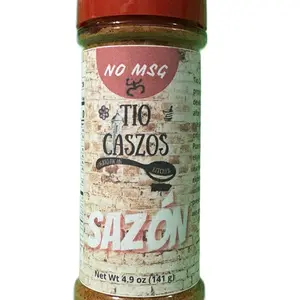 NO MSG
TIO
CASZOS
SAZÓN
Net Wt 4.9 oz (141 g)